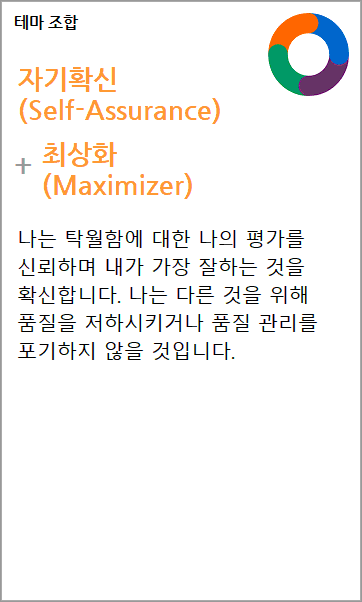 테마 조합
자기확신
(Self-Assurance)
+ 최상화
(Maximizer)
나는 탁월함에 대한 나의 평가를
신뢰하며 내가 가장 잘하는 것을
확신합니다. 나는 다른 것을 위해
품질을 저하시키거나 품질 관리를
포기하지 않을 것입니다.